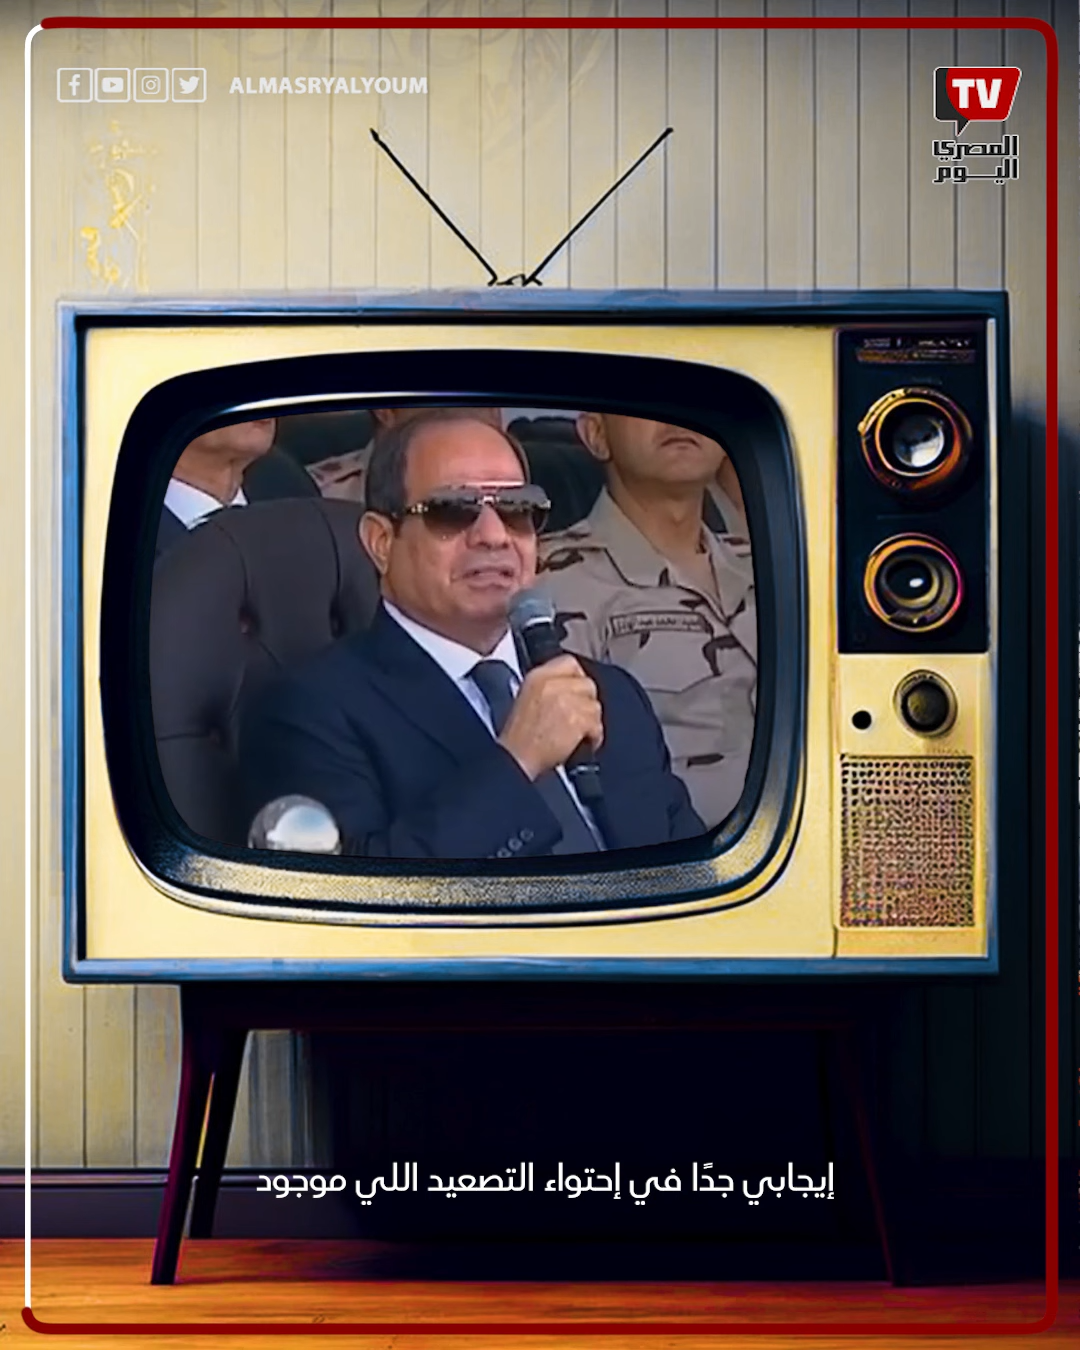 ALMASRYALYOUM
TV
المصري
اليوم
إيجابي جدًا في إحتواء التصعيد اللي موجود